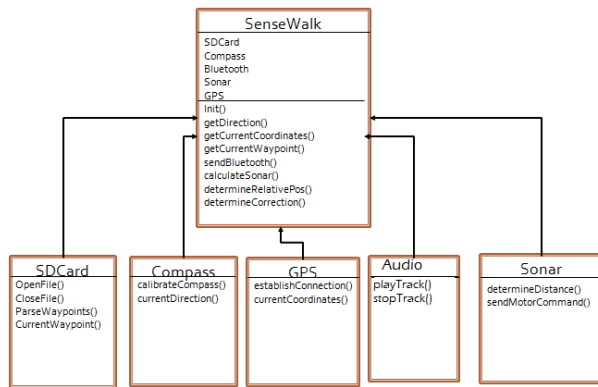 SenseWalk
SDCard
Compass
Bluetooth
Sonar
GPS
Init()
getDirection()
getCurrentCoordinates()
getCurrentWaypoint()
sendBluetooth()
calculateSonar()
determineRelativePos()
determineCorrection()
SDCard
OpenFile()
CloseFile()
ParseWaypoints()
CurrentWaypoint()
Compass
calibrateCompass()
currentDirection()
GPS
establishConnection()
currentCoordinates()
Audio
playTrack()
stopTrack()
Sonar
determineDistance()
sendMotorCommand()